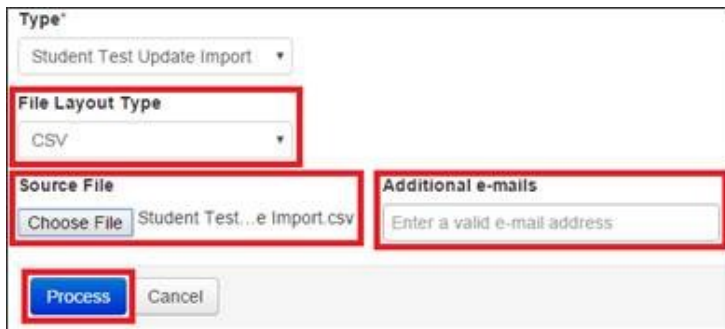 Type*
Student Test Update Import
File Layout Type
CSV
Source File
Choose File Student Test...e Import.csv
Additional e-mails
Enter a valid e-mail address
Process Cancel